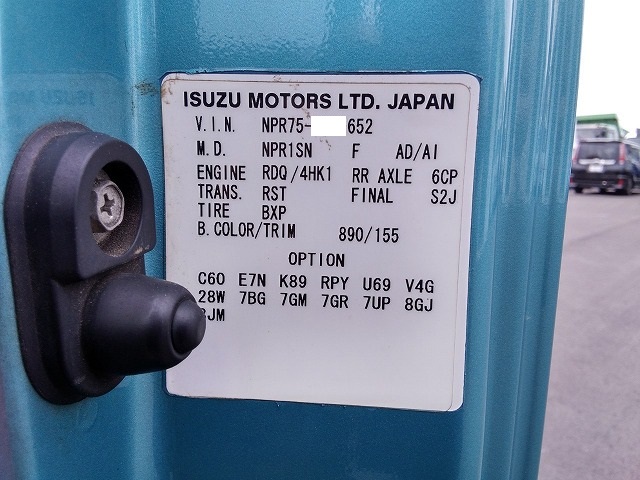 ISUZU MOTORS LTD. JAPAN
V.I.N. NPR75- 652
M.D. NPR1SN F AD/AI
ENGINE RDQ/4HK1 RR AXLE 6CP
TRANS. RST FINAL S2J
TIRE BXP
B.COLOR/TRIM 890/155
OPTION
C60 E7N K89 RPY U69 V4G
28W 7BG 7GM 7GR 7UP 8GJ